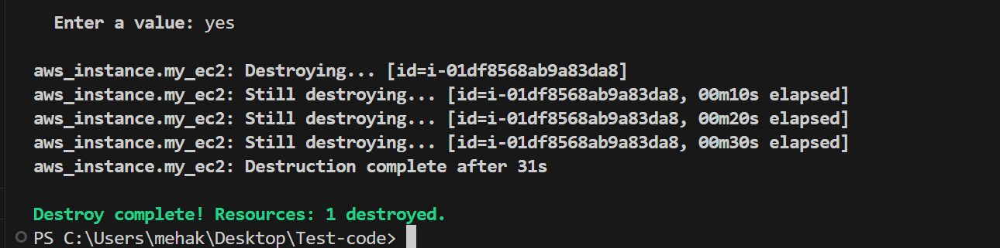 Enter a value: yes
aws_instance.my_ec2: Destroying... [id=i-01df8568ab9a83da8]
aws_instance.my_ec2: Still destroying... [id=i-01df8568ab9a83da8, 00m10s elapsed]
aws_instance.my_ec2: Still destroying... [id=i-01df8568ab9a83da8, 00m20s elapsed]
aws_instance.my_ec2: Still destroying... [id=i-01df8568ab9a83da8, 00m30s elapsed]
aws_instance.my_ec2: Destruction complete after 31s
Destroy complete! Resources: 1 destroyed.
PS C:\Users\mehak\Desktop\Test-code>